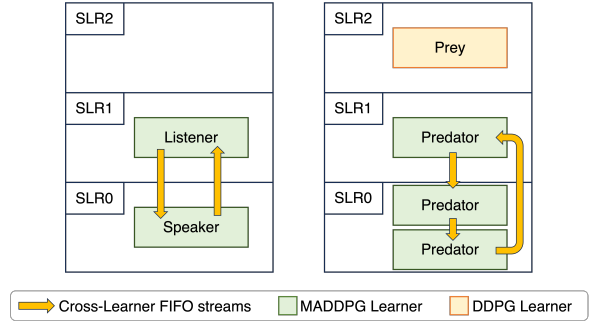 SLR2
SLR1
Listener
SLR0
Speaker
SLR2
Prey
SLR1
Predator
SLR0
Predator
Predator
Cross-Learner FIFO streams
MADDPG Learner
DDPG Learner